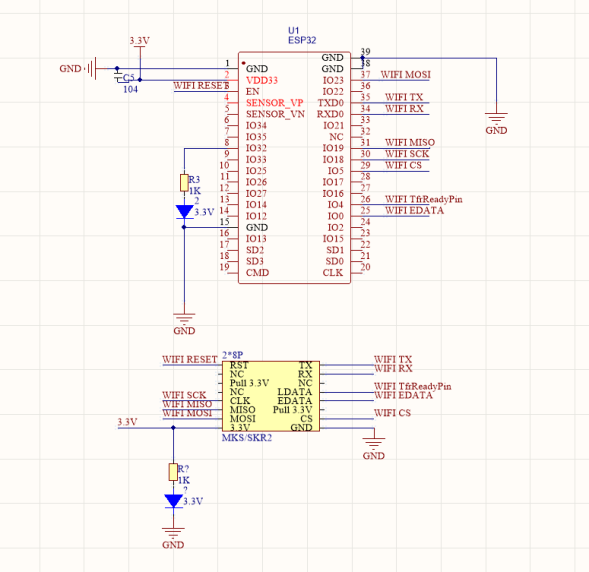 U1
ESP32
3.3V
GND
C5
104
WIFI RESET
1 GND
2 VDD33
3 EN
4 SENSOR_VP
5 SENSOR_VN
6 IO34
7 IO35
8 IO32
9 IO33
10 IO25
11 IO26
12 IO27
13 IO14
14 IO12
15 GND
16 IO13
17 SD2
18 SD3
19 CMD
GND 39
GND 38
IO23 37 WIFI MOSI
IO22 36
TXD0 35 WIFI TX
RXD0 34 WIFI RX
IO21 33
NC 32
IO19 31 WIFI MISO
IO18 30 WIFI SCK
IO5 29 WIFI CS
IO17 28
IO16 27
IO4 26 WIFI TfrReadyPin
IO0 25 WIFI EDATA
IO2 24
IO15 23
SD1 22
SD0 21
CLK 20
GND
R3
1K
2
3.3V
GND
2*8P
WIFI RESET RST TX WIFI TX
NC RX WIFI RX
Pull 3.3V NC
NC LDATA WIFI TfrReadyPin
WIFI SCK CLK EDATA WIFI EDATA
WIFI MISO MISO Pull 3.3V
WIFI MOSI MOSI CS WIFI CS
3.3V 3.3V GND
MKS/SKR2
GND
R?
1K
?
3.3V
GND